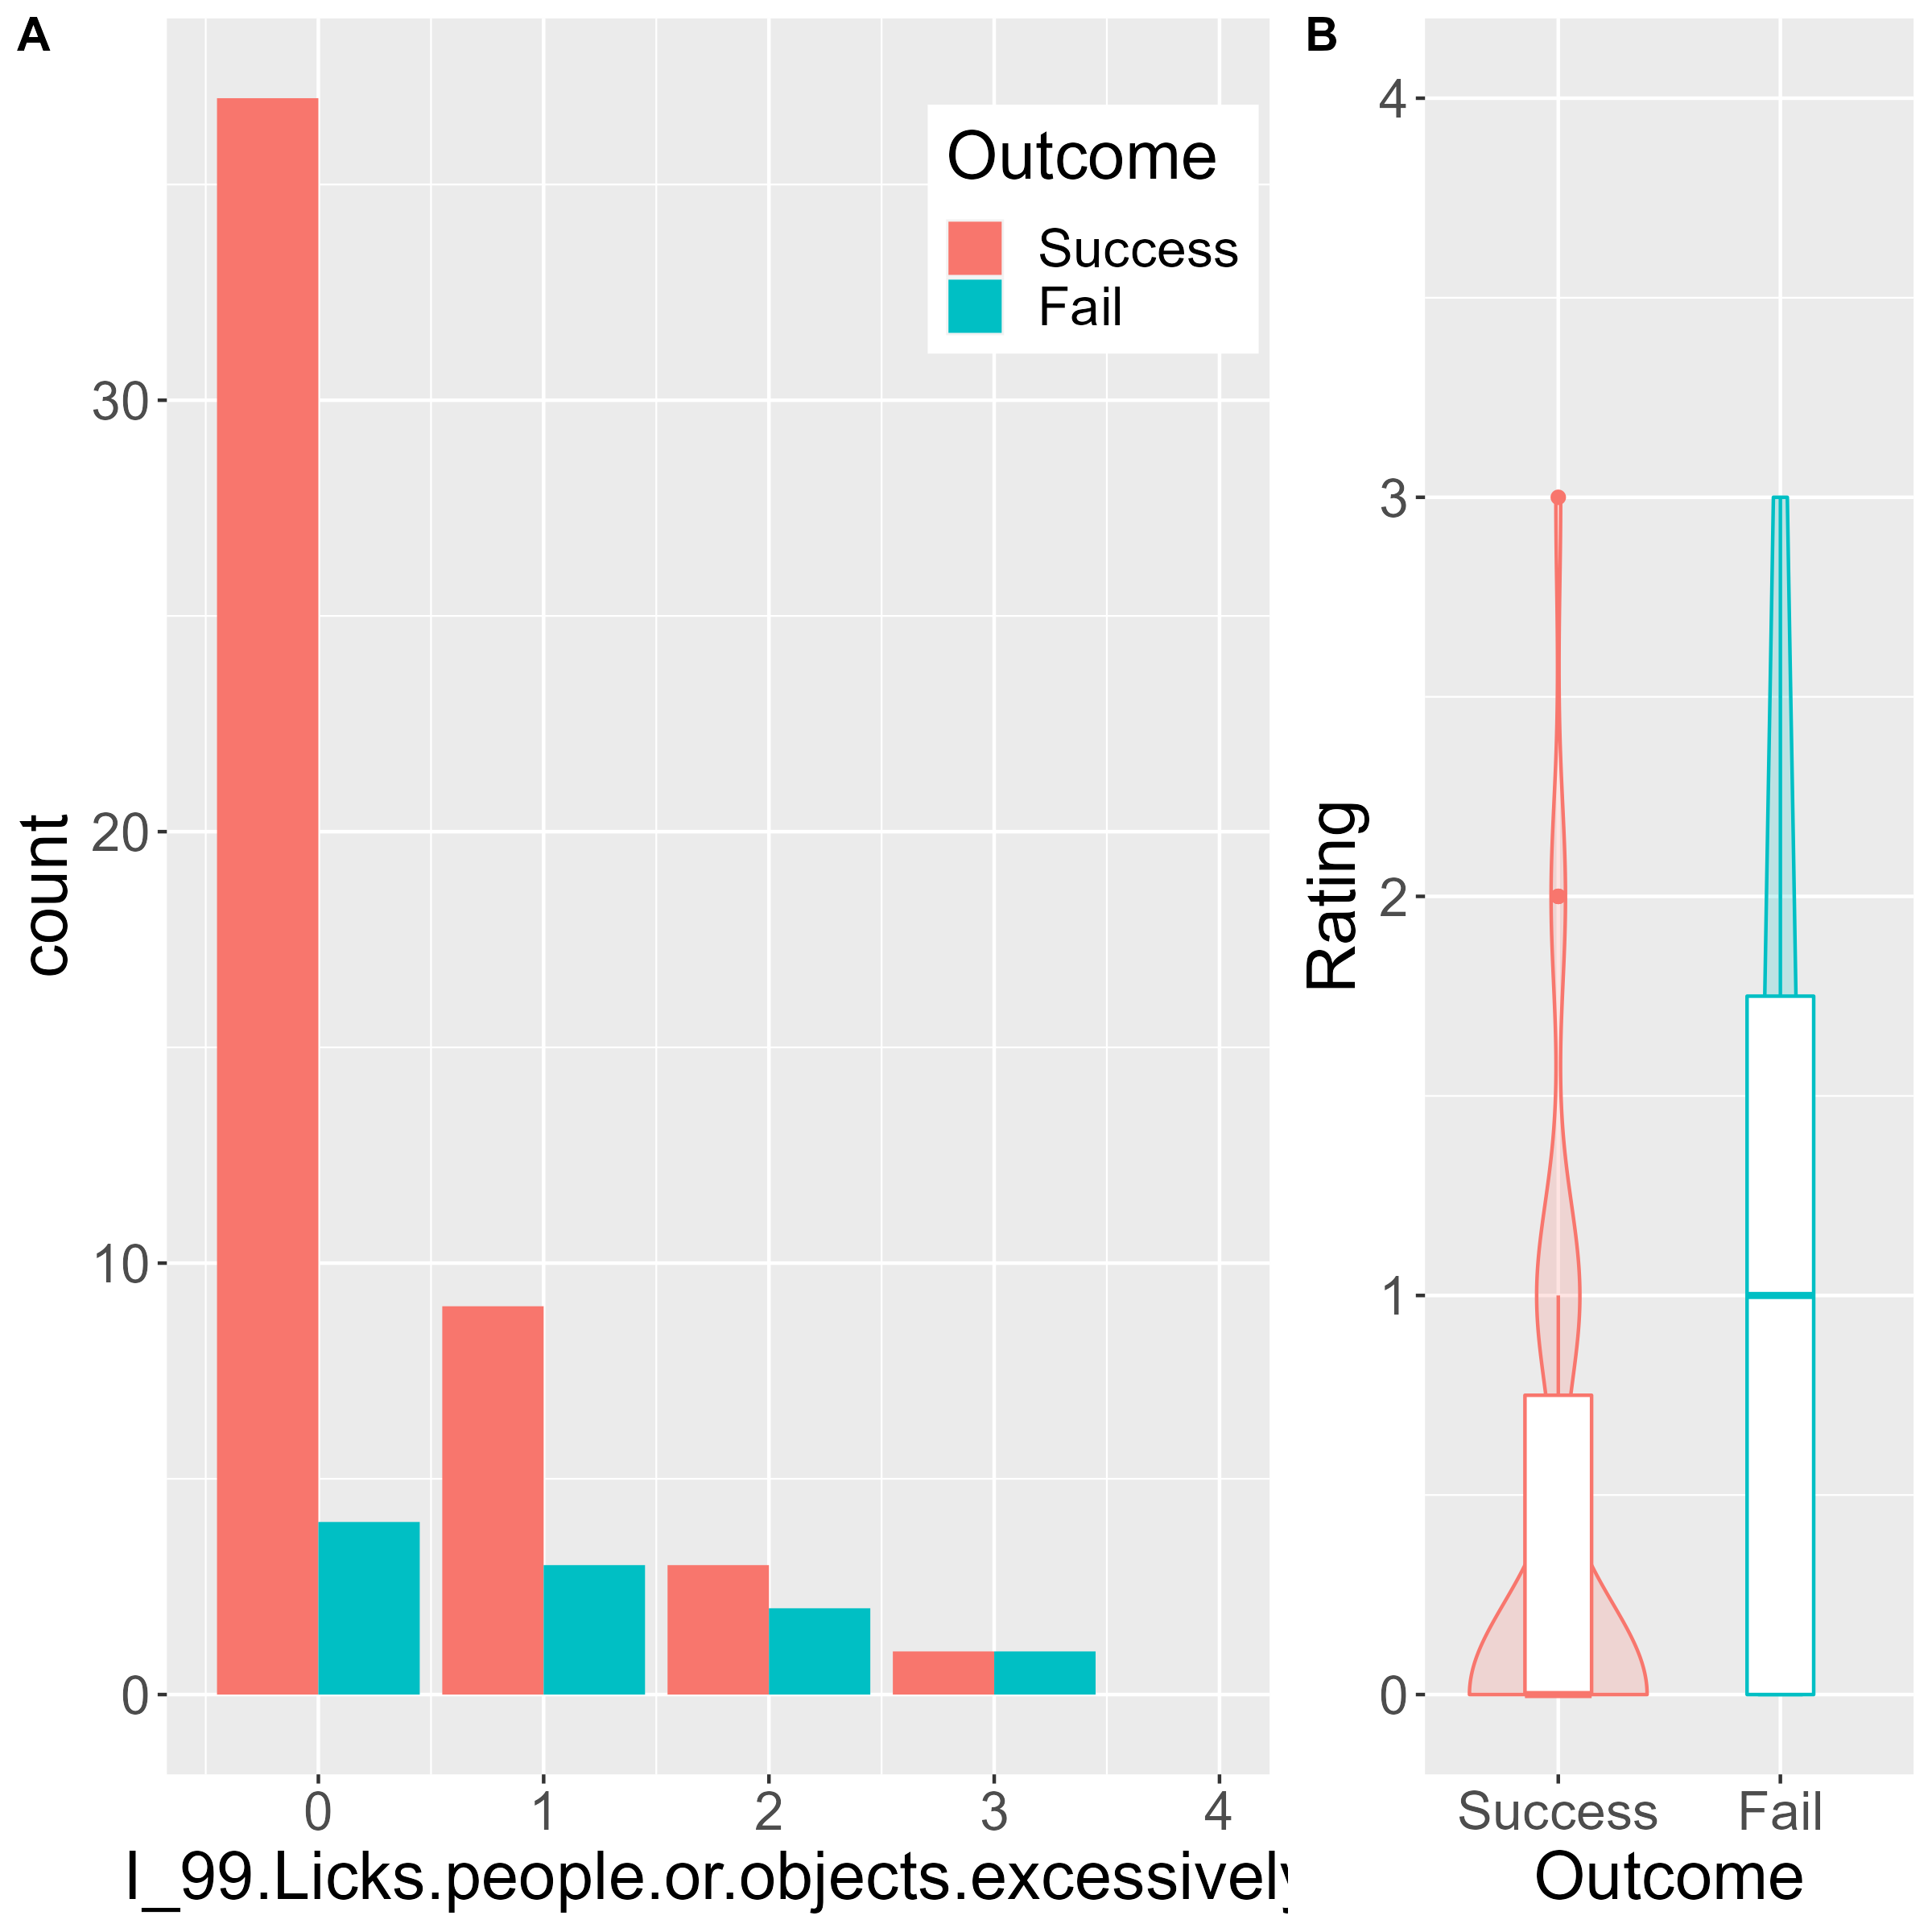 A
count
30
20
10
0
Outcome
Success
Fail
0 1 2 3 4
I_99.Licks.people.or.objects.excessively
B
Rating
4
3
2
1
0
Success Fail
Outcome